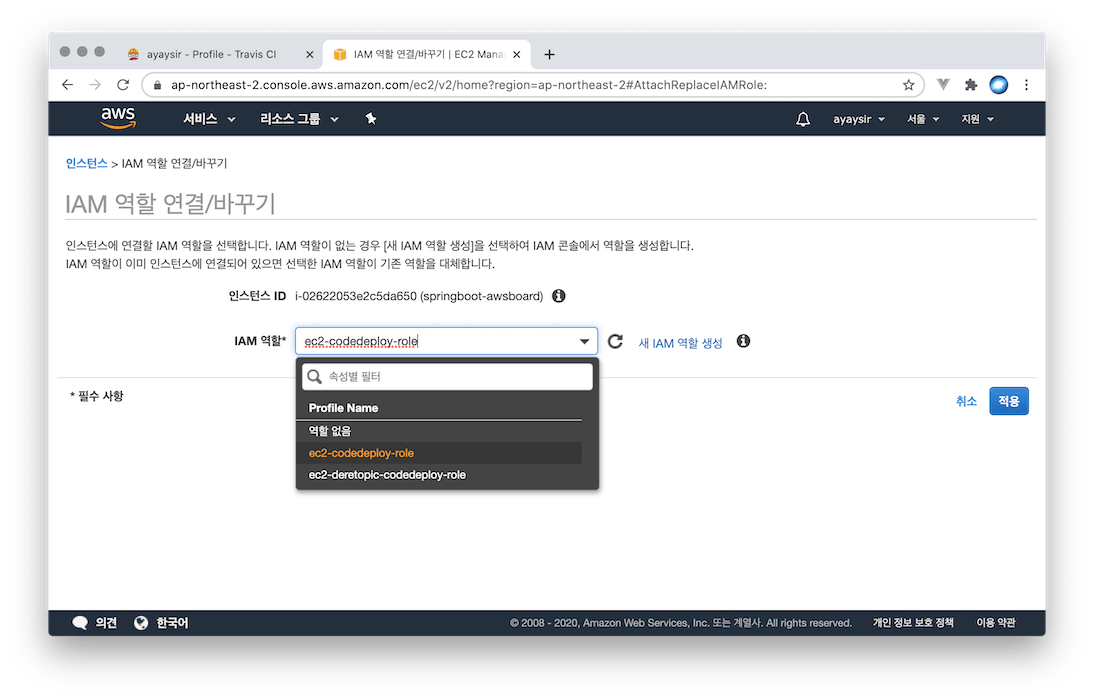 ayaysir - Profile - Travis CI
IAM 역할 연결/바꾸기 | EC2 Mana
ap-northeast-2.console.aws.amazon.com/ec2/v2/home?region=ap-northeast-2#AttachReplaceIAMRole:
aws 서비스 리소스 그룹 ayaysir 서울 지원
인스턴스 > IAM 역할 연결/바꾸기
IAM 역할 연결/바꾸기
인스턴스에 연결할 IAM 역할을 선택합니다. IAM 역할이 없는 경우 [새 IAM 역할 생성]을 선택하여 IAM 콘솔에서 역할을 생성합니다.
IAM 역할이 이미 인스턴스에 연결되어 있으면 선택한 IAM 역할이 기존 역할을 대체합니다.
인스턴스 ID i-02622053e2c5da650 (springboot-awsboard)
IAM 역할* ec2-codedeploy-role 새 IAM 역할 생성
속성별 필터
Profile Name
역할 없음
ec2-codedeploy-role
ec2-deretopic-codedeploy-role
* 필수 사항
취소 적용
의견 한국어 © 2008 - 2020, Amazon Web Services, Inc. 또는 계열사. All rights reserved. 개인 정보 보호 정책 이용 약관